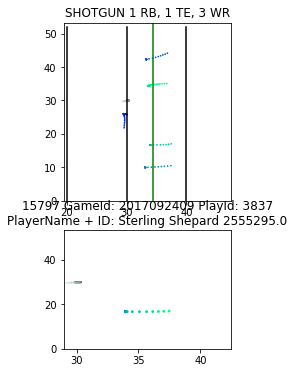 SHOTGUN 1 RB, 1 TE, 3 WR
50
40
30
20
10
0
20 30 40
15797 GameId: 2017092409 PlayId: 3837
PlayerName + ID: Sterling Shepard 2555295.0
40
20
0
30 35 40